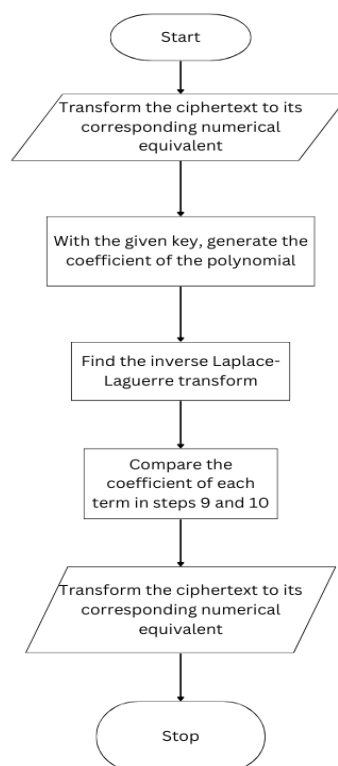 Start
Transform the ciphertext to its
corresponding numerical
equivalent
With the given key, generate the
coefficient of the polynomial
Find the inverse Laplace-
Laguerre transform
Compare the
coefficient of each
term in steps 9 and 10
Transform the ciphertext to its
corresponding numerical
equivalent
Stop